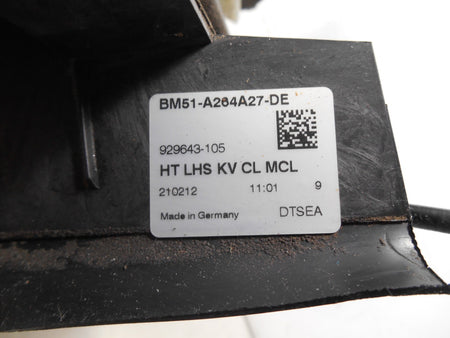 BM51-A264A27-DE
929643-105
HT LHS KV CL MCL
210212 11:01 9
Made in Germany DTSEA